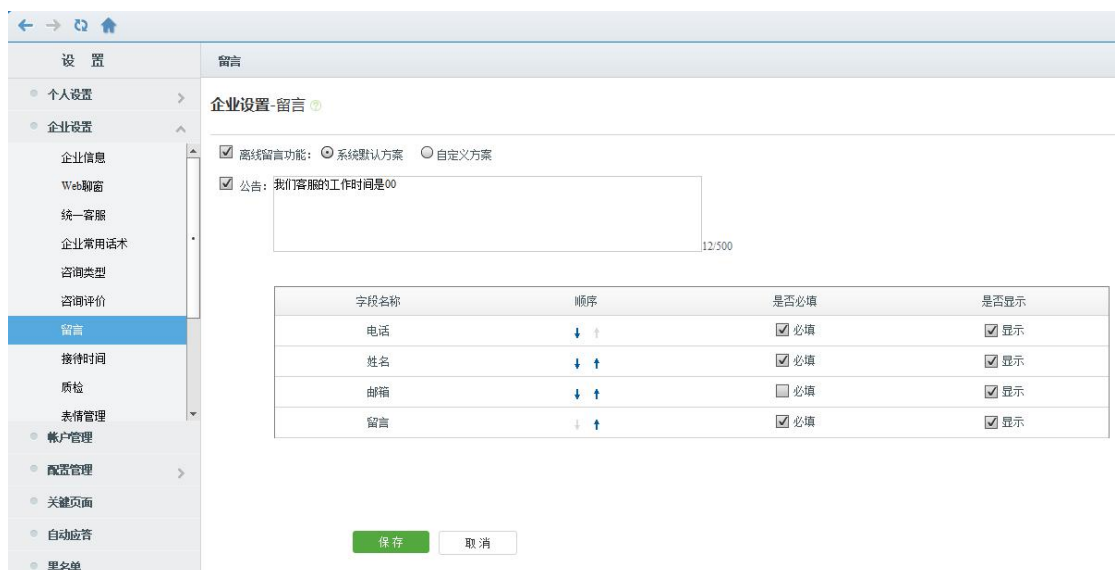 设 置
留言
个人设置
企业设置
企业信息
Web聊窗
统一客服
企业常用话术
咨询类型
咨询评价
留言
接待时间
质检
表情管理
帐户管理
配置管理
关键页面
自动应答
黑名单
企业设置-留言
离线留言功能: 系统默认方案 自定义方案
公告: 我们客服的工作时间是00
12/500
字段名称 顺序 是否必填 是否显示
电话 必填 显示
姓名 必填 显示
邮箱 必填 显示
留言 必填 显示
保存 取消